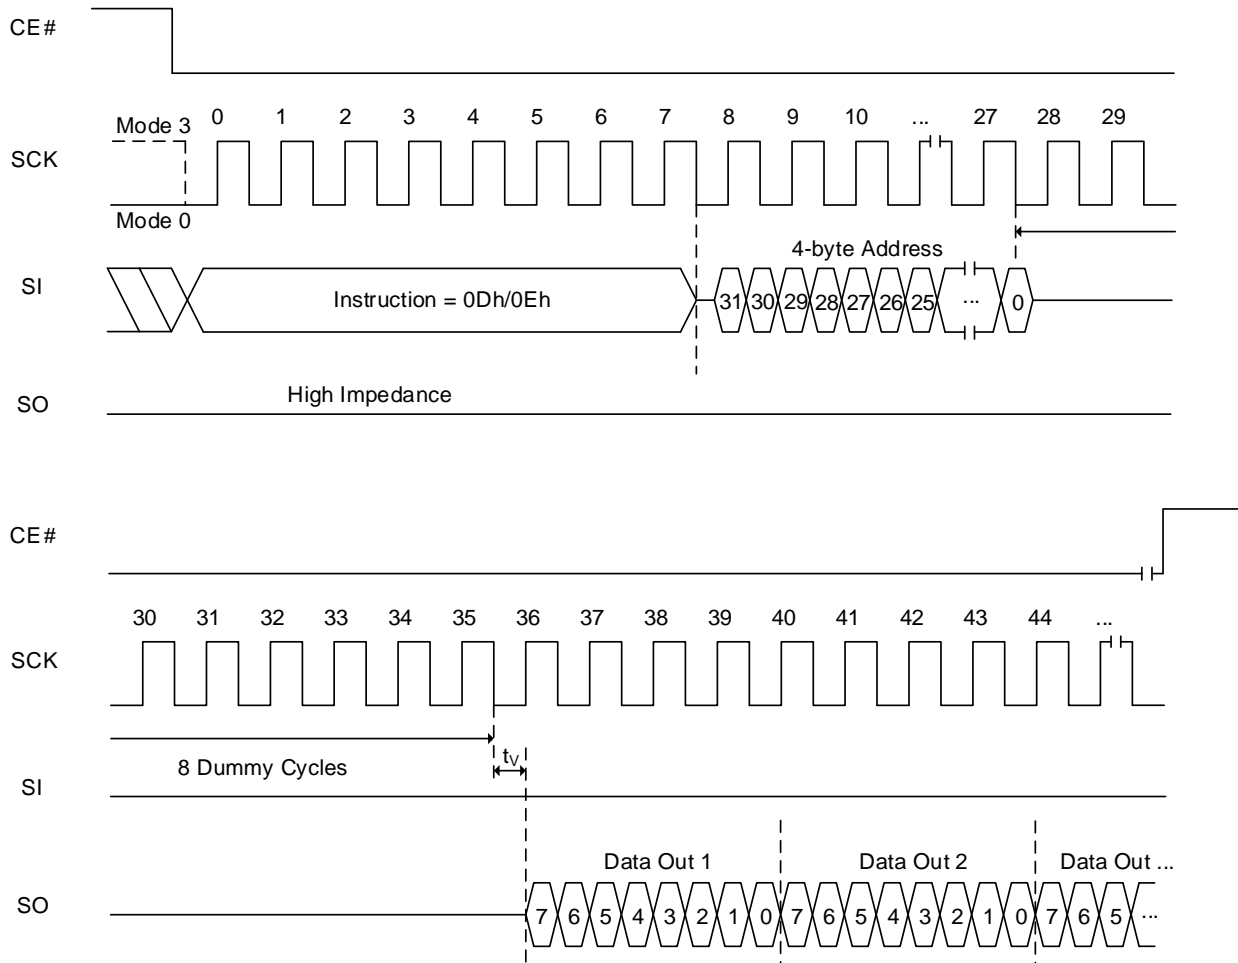 CE#
Mode 3
0 1 2 3 4 5 6 7 8 9 10 ... 27 28 29
SCK
Mode 0
4-byte Address
SI
Instruction = 0Dh/0Eh
31 30 29 28 27 26 25 ... 0
High Impedance
SO
CE#
30 31 32 33 34 35 36 37 38 39 40 41 42 43 44 ...
SCK
8 Dummy Cycles
tV
SI
Data Out 1 Data Out 2 Data Out ...
SO
7 6 5 4 3 2 1 0 7 6 5 4 3 2 1 0 7 6 5 ...